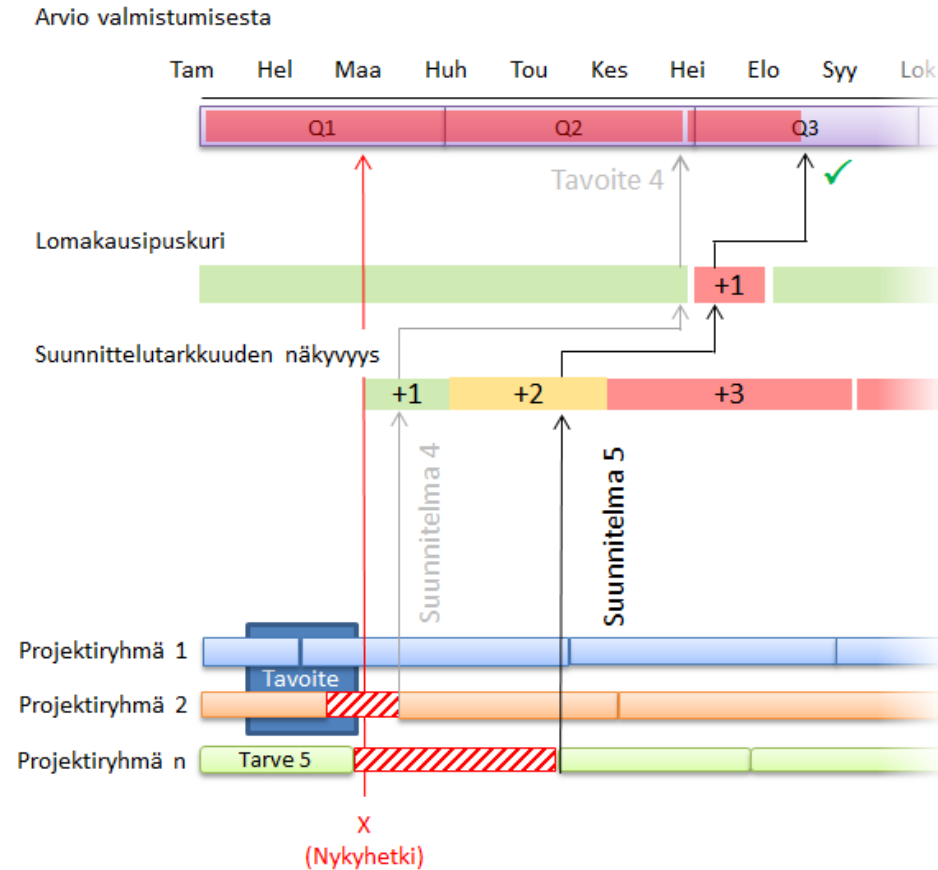 Arvio valmistumisesta
Tam Hel Maa Huh Tou Kes Hei Elo Syy Lok
Q1 Q2 Q3
Tavoite 4
Lomakausipuskuri
+1
Suunnittelutarkkuuden näkyvyys
+1 +2 +3
Suunnitelma 4
Suunnitelma 5
Projektiryhmä 1
Tavoite
Projektiryhmä 2
Projektiryhmä n Tarve 5
X
(Nykyhetki)